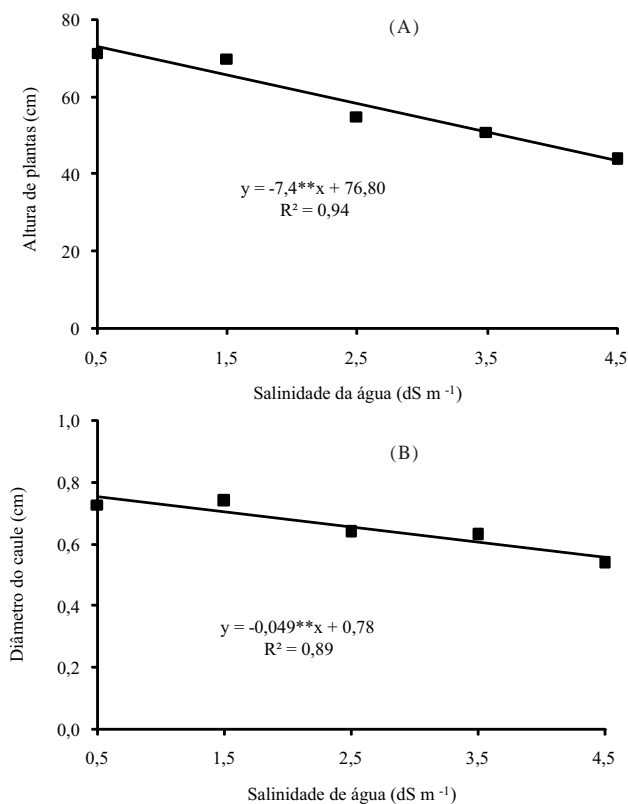 (A)
80
60
40
20
0
Altura de plantas (cm)
y = -7,4**x + 76,80
R² = 0,94
0,5 1,5 2,5 3,5 4,5
Salinidade da água (dS m -1)
(B)
1,0
0,8
0,6
0,4
0,2
0,0
Diâmetro do caule (cm)
y = -0,049**x + 0,78
R² = 0,89
0,5 1,5 2,5 3,5 4,5
Salinidade de água (dS m -1)